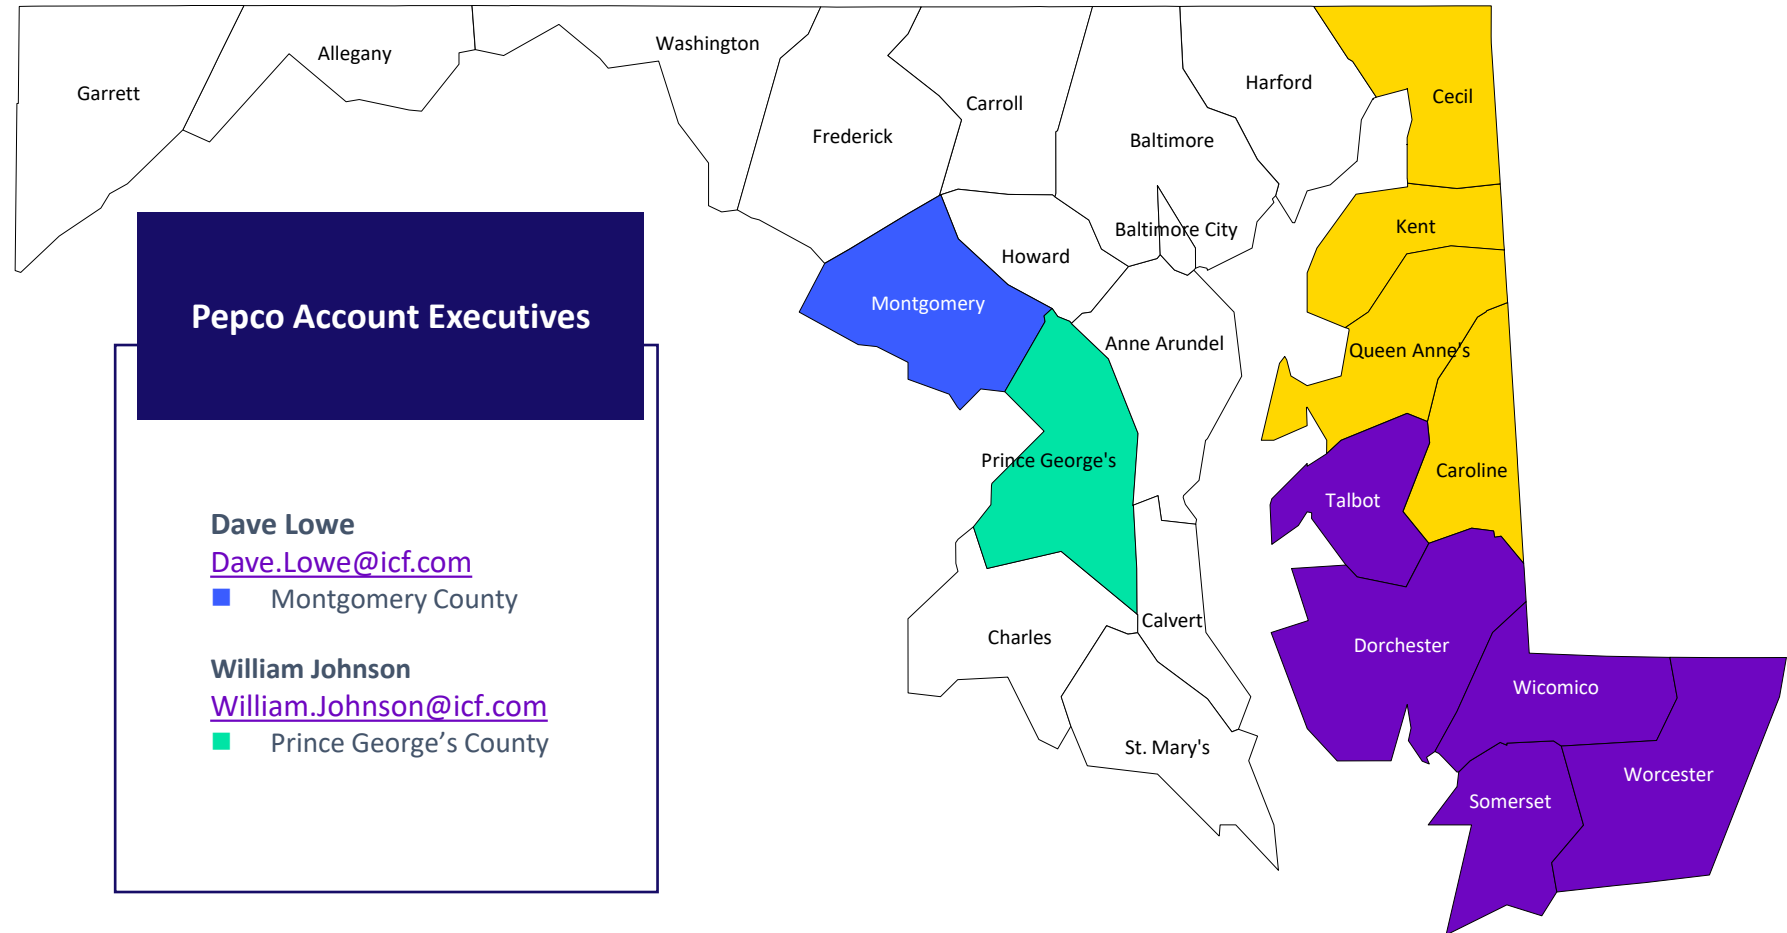 Garrett
Allegany
Washington
Frederick
Carroll
Baltimore
Harford
Cecil
Baltimore City
Howard
Kent
Montgomery
Anne Arundel
Queen Anne's
Prince George's
Caroline
Talbot
Charles
Calvert
Dorchester
St. Mary's
Wicomico
Somerset
Worcester
Pepco Account Executives
Dave Lowe
Dave.Lowe@icf.com
Montgomery County
William Johnson
William.Johnson@icf.com
Prince George’s County